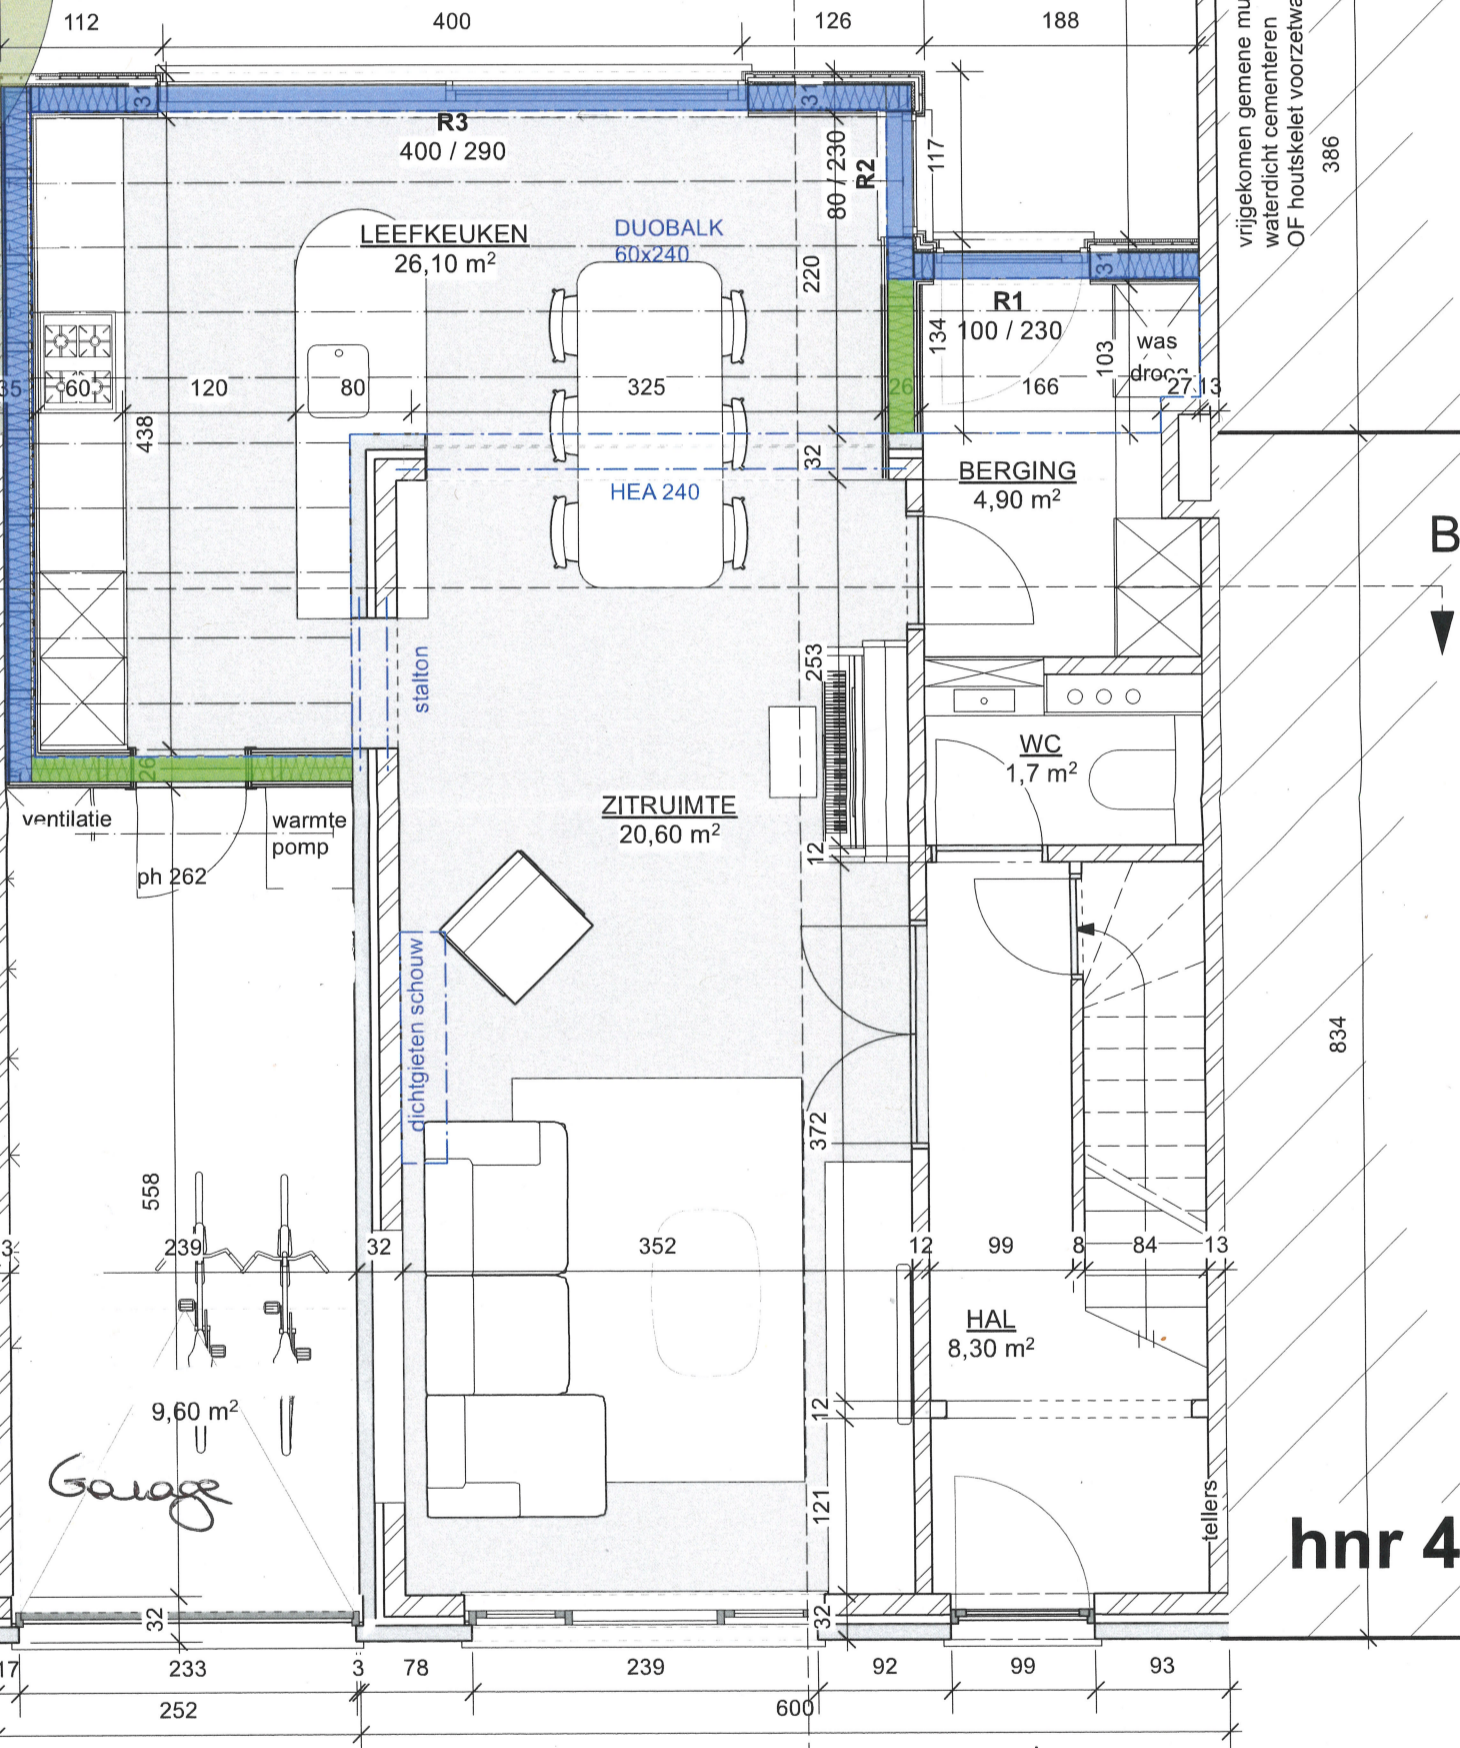 112
400
126
188
vrijgekomen gemene
waterdicht cementeren
OF houtskelet
386
31
31
R3
400 / 290
80 / 230
R2
117
LEEFKEUKEN
26,10 m²
DUOBALK
60x240
220
31
R1
100 / 230
134
103
was
droog
35
60
120
80
325
26
166
27
13
438
32
HEA 240
BERGING
4,90 m²
B
stalton
253
WC
1,7 m²
26
ventilatie
warmte
pomp
ph 262
ZITRUIMTE
20,60 m²
12
dichtgieten schouw
834
372
558
3
239
32
352
12
99
8
84
13
HAL
8,30 m²
9,60 m²
12
Garage
121
tellers
hnr 4
32
32
17
233
3
78
239
92
99
93
252
600